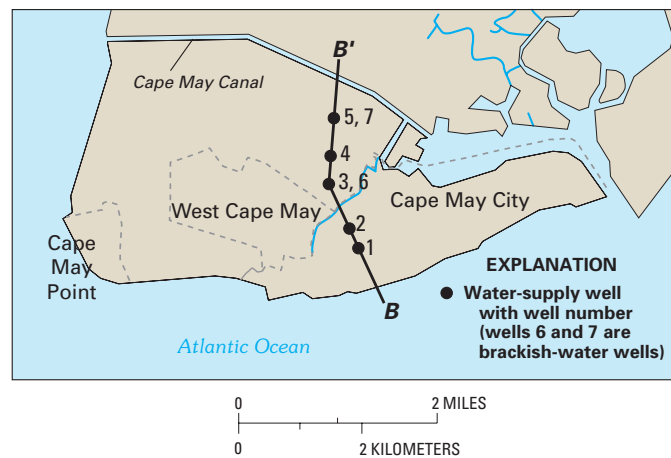 B'
Cape May Canal
5, 7
4
3, 6
West Cape May
Cape May City
2
1
Cape
May
Point
EXPLANATION
Water-supply well
with well number
(wells 6 and 7 are
brackish-water wells)
B
Atlantic Ocean
0 2 MILES
0 2 KILOMETERS